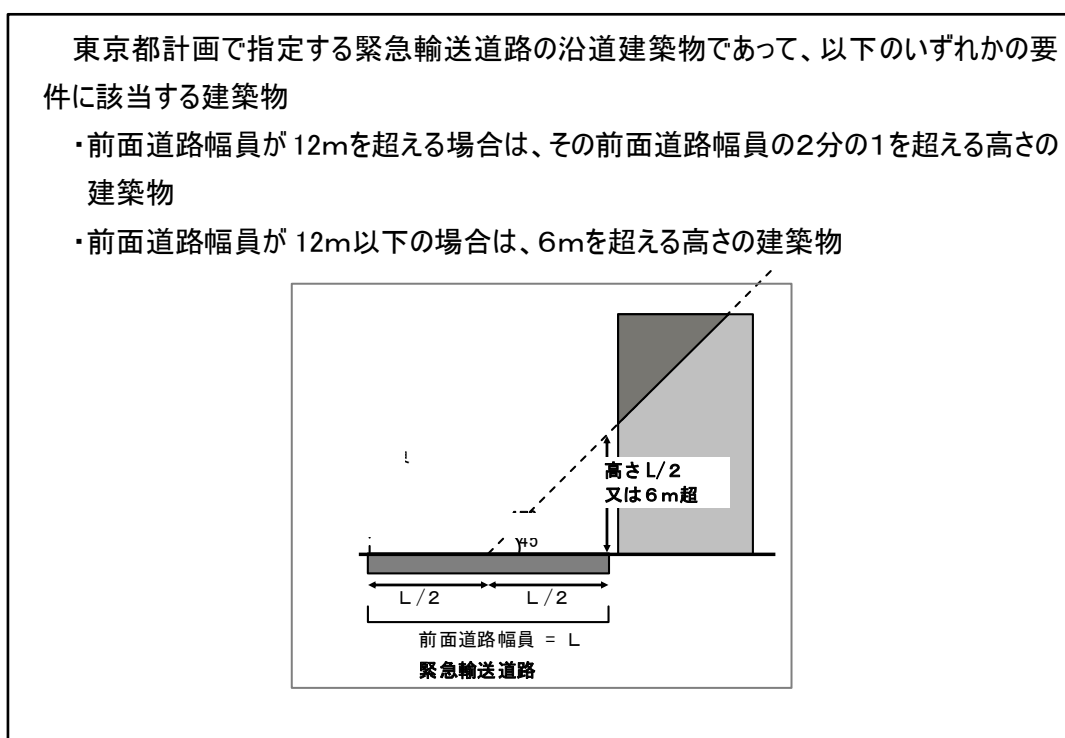 東京都計画で指定する緊急輸送道路の沿道建築物であって、以下のいずれかの要
件に該当する建築物
・前面道路幅員が 12mを超える場合は、その前面道路幅員の２分の１を超える高さの
建築物
・前面道路幅員が 12m以下の場合は、６mを超える高さの建築物
高さＬ/２
又は６ｍ超
45
Ｌ/２ Ｌ/２
前面道路幅員 = Ｌ
緊急輸送道路